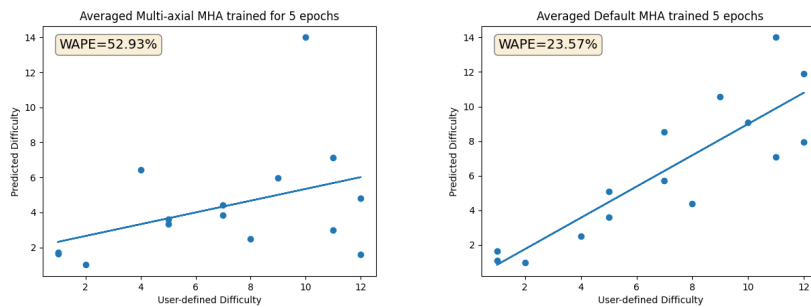 Averaged Multi-axial MHA trained for 5 epochs
WAPE=52.93%
Predicted Difficulty
14
12
10
8
6
4
2
2 4 6 8 10 12
User-defined Difficulty
Averaged Default MHA trained 5 epochs
WAPE=23.57%
Predicted Difficulty
14
12
10
8
6
4
2
2 4 6 8 10 12
User-defined Difficulty